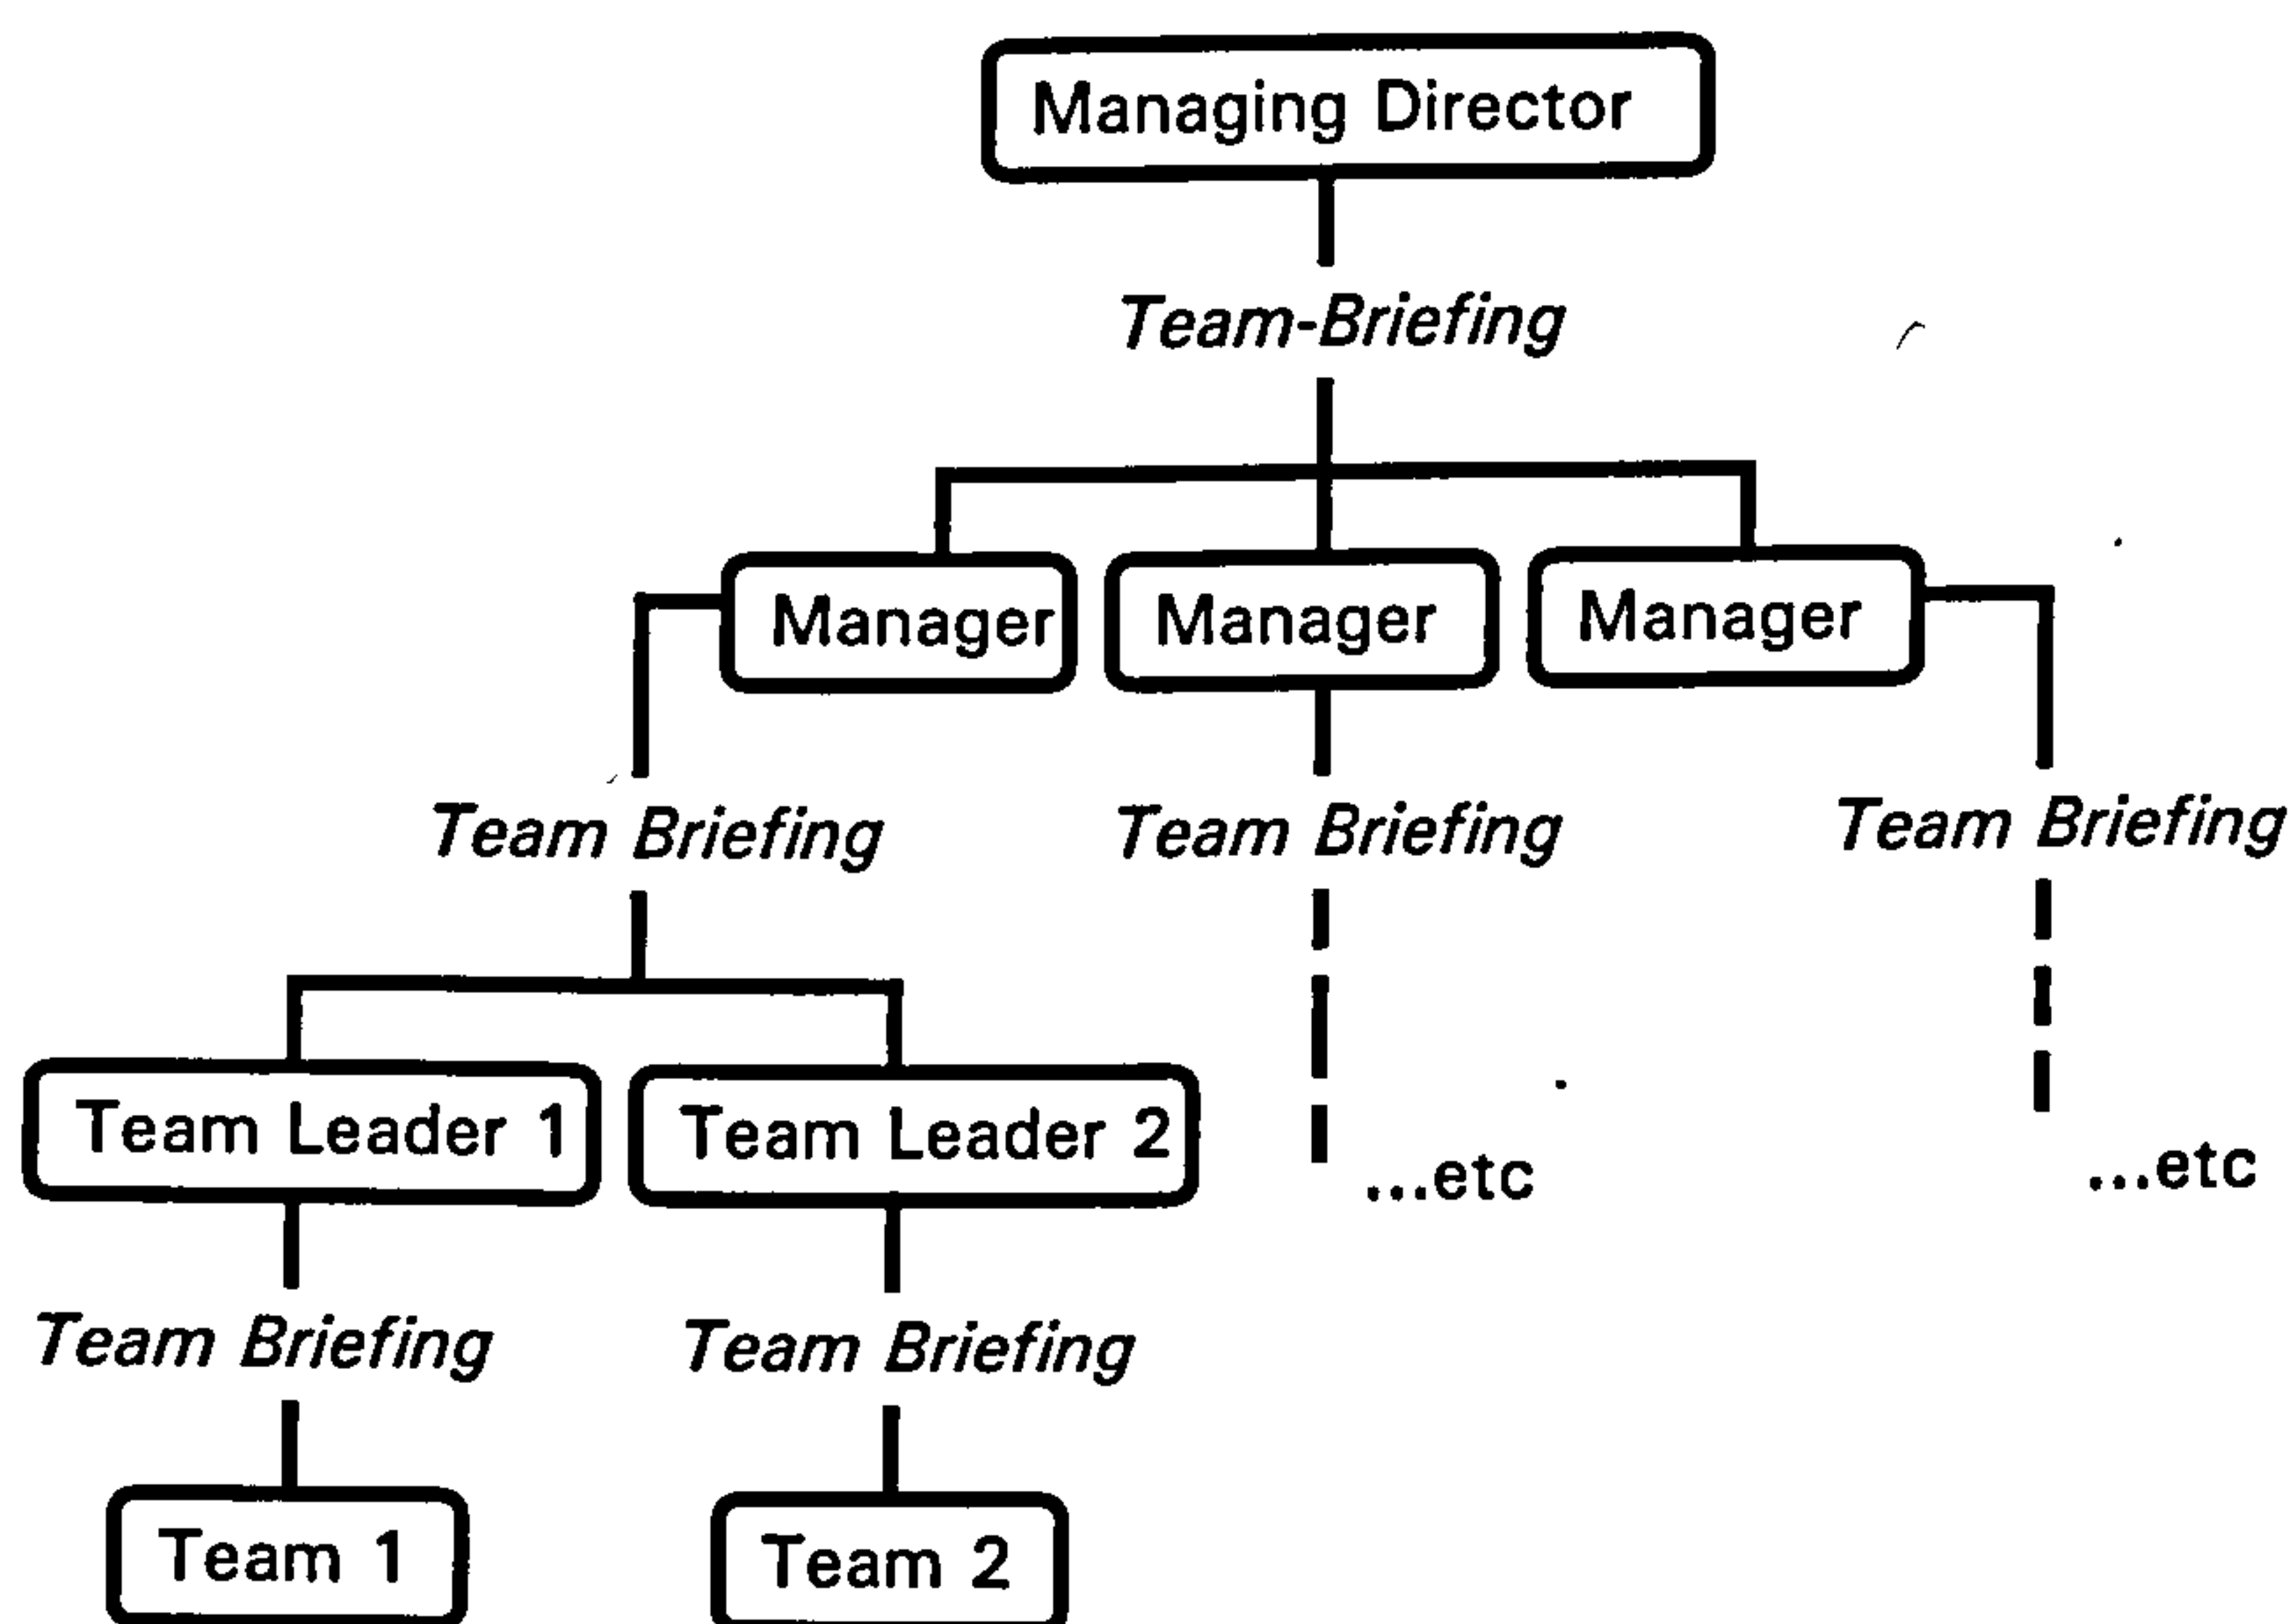 Managing Director
Team-Briefing
Manager Manager Manager
Team Briefing Team Briefing Team Briefing
Team Leader 1 Team Leader 2
...etc ...etc
Team Briefing Team Briefing
Team 1 Team 2